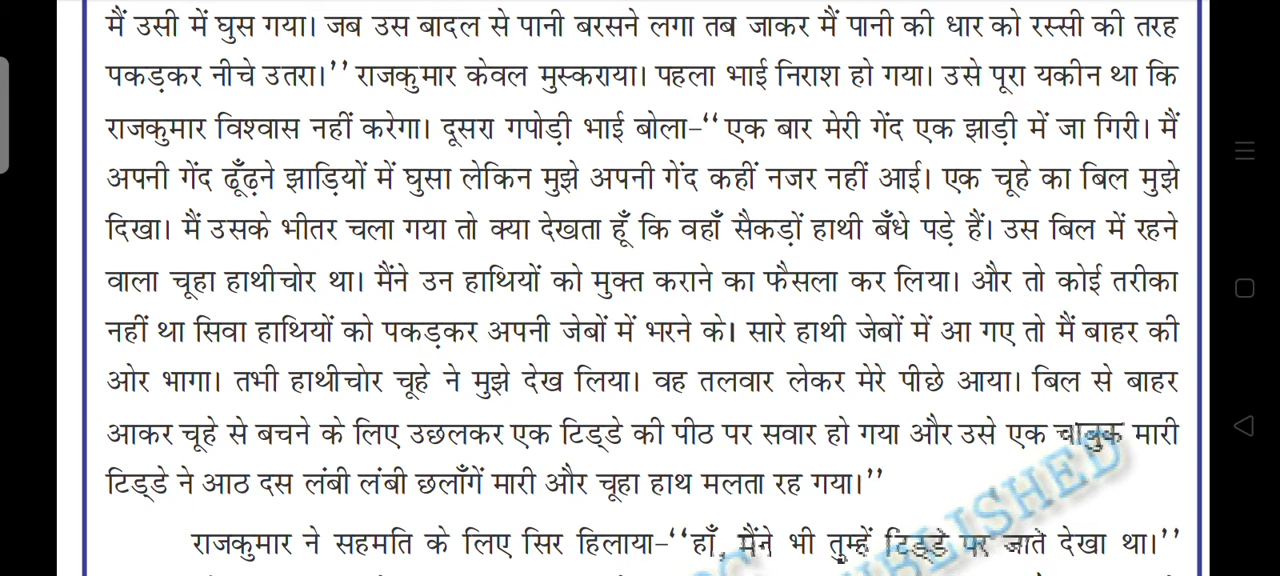 मैं उसी में घुस गया। जब उस बादल से पानी बरसने लगा तब जाकर मैं पानी की धार को रस्सी की तरह
पकड़कर नीचे उतरा।'' राजकुमार केवल मुस्कराया। पहला भाई निराश हो गया। उसे पूरा यकीन था कि
राजकुमार विश्वास नहीं करेगा। दूसरा गपोड़ी भाई बोला-‘‘ एक बार मेरी गेंद एक झाड़ी में जा गिरी। मैं
अपनी गेंद ढूँढ़ने झाड़ियों में घुसा लेकिन मुझे अपनी गेंद कहीं नजर नहीं आई। एक चूहे का बिल मुझे
दिखा। मैं उसके भीतर चला गया तो क्या देखता हूँ कि वहाँ सैकड़ों हाथी बँधे पड़े हैं। उस बिल में रहने
वाला चूहा हाथीचोर था। मैंने उन हाथियों को मुक्त कराने का फैसला कर लिया। और तो कोई तरीका
नहीं था सिवा हाथियों को पकड़कर अपनी जेबों में भरने के। सारे हाथी जेबों में आ गए तो मैं बाहर की
ओर भागा। तभी हाथीचोर चूहे ने मुझे देख लिया। वह तलवार लेकर मेरे पीछे आया। बिल से बाहर
आकर चूहे से बचने के लिए उछलकर एक टिड्डे की पीठ पर सवार हो गया और उसे एक चाबुक मारी
टिड्डे ने आठ दस लंबी लंबी छलाँगें मारी और चूहा हाथ मलता रह गया।''
राजकुमार ने सहमति के लिए सिर हिलाया-‘‘हाँ, मैंने भी तुम्हें टिड्डे पर जाते देखा था।''